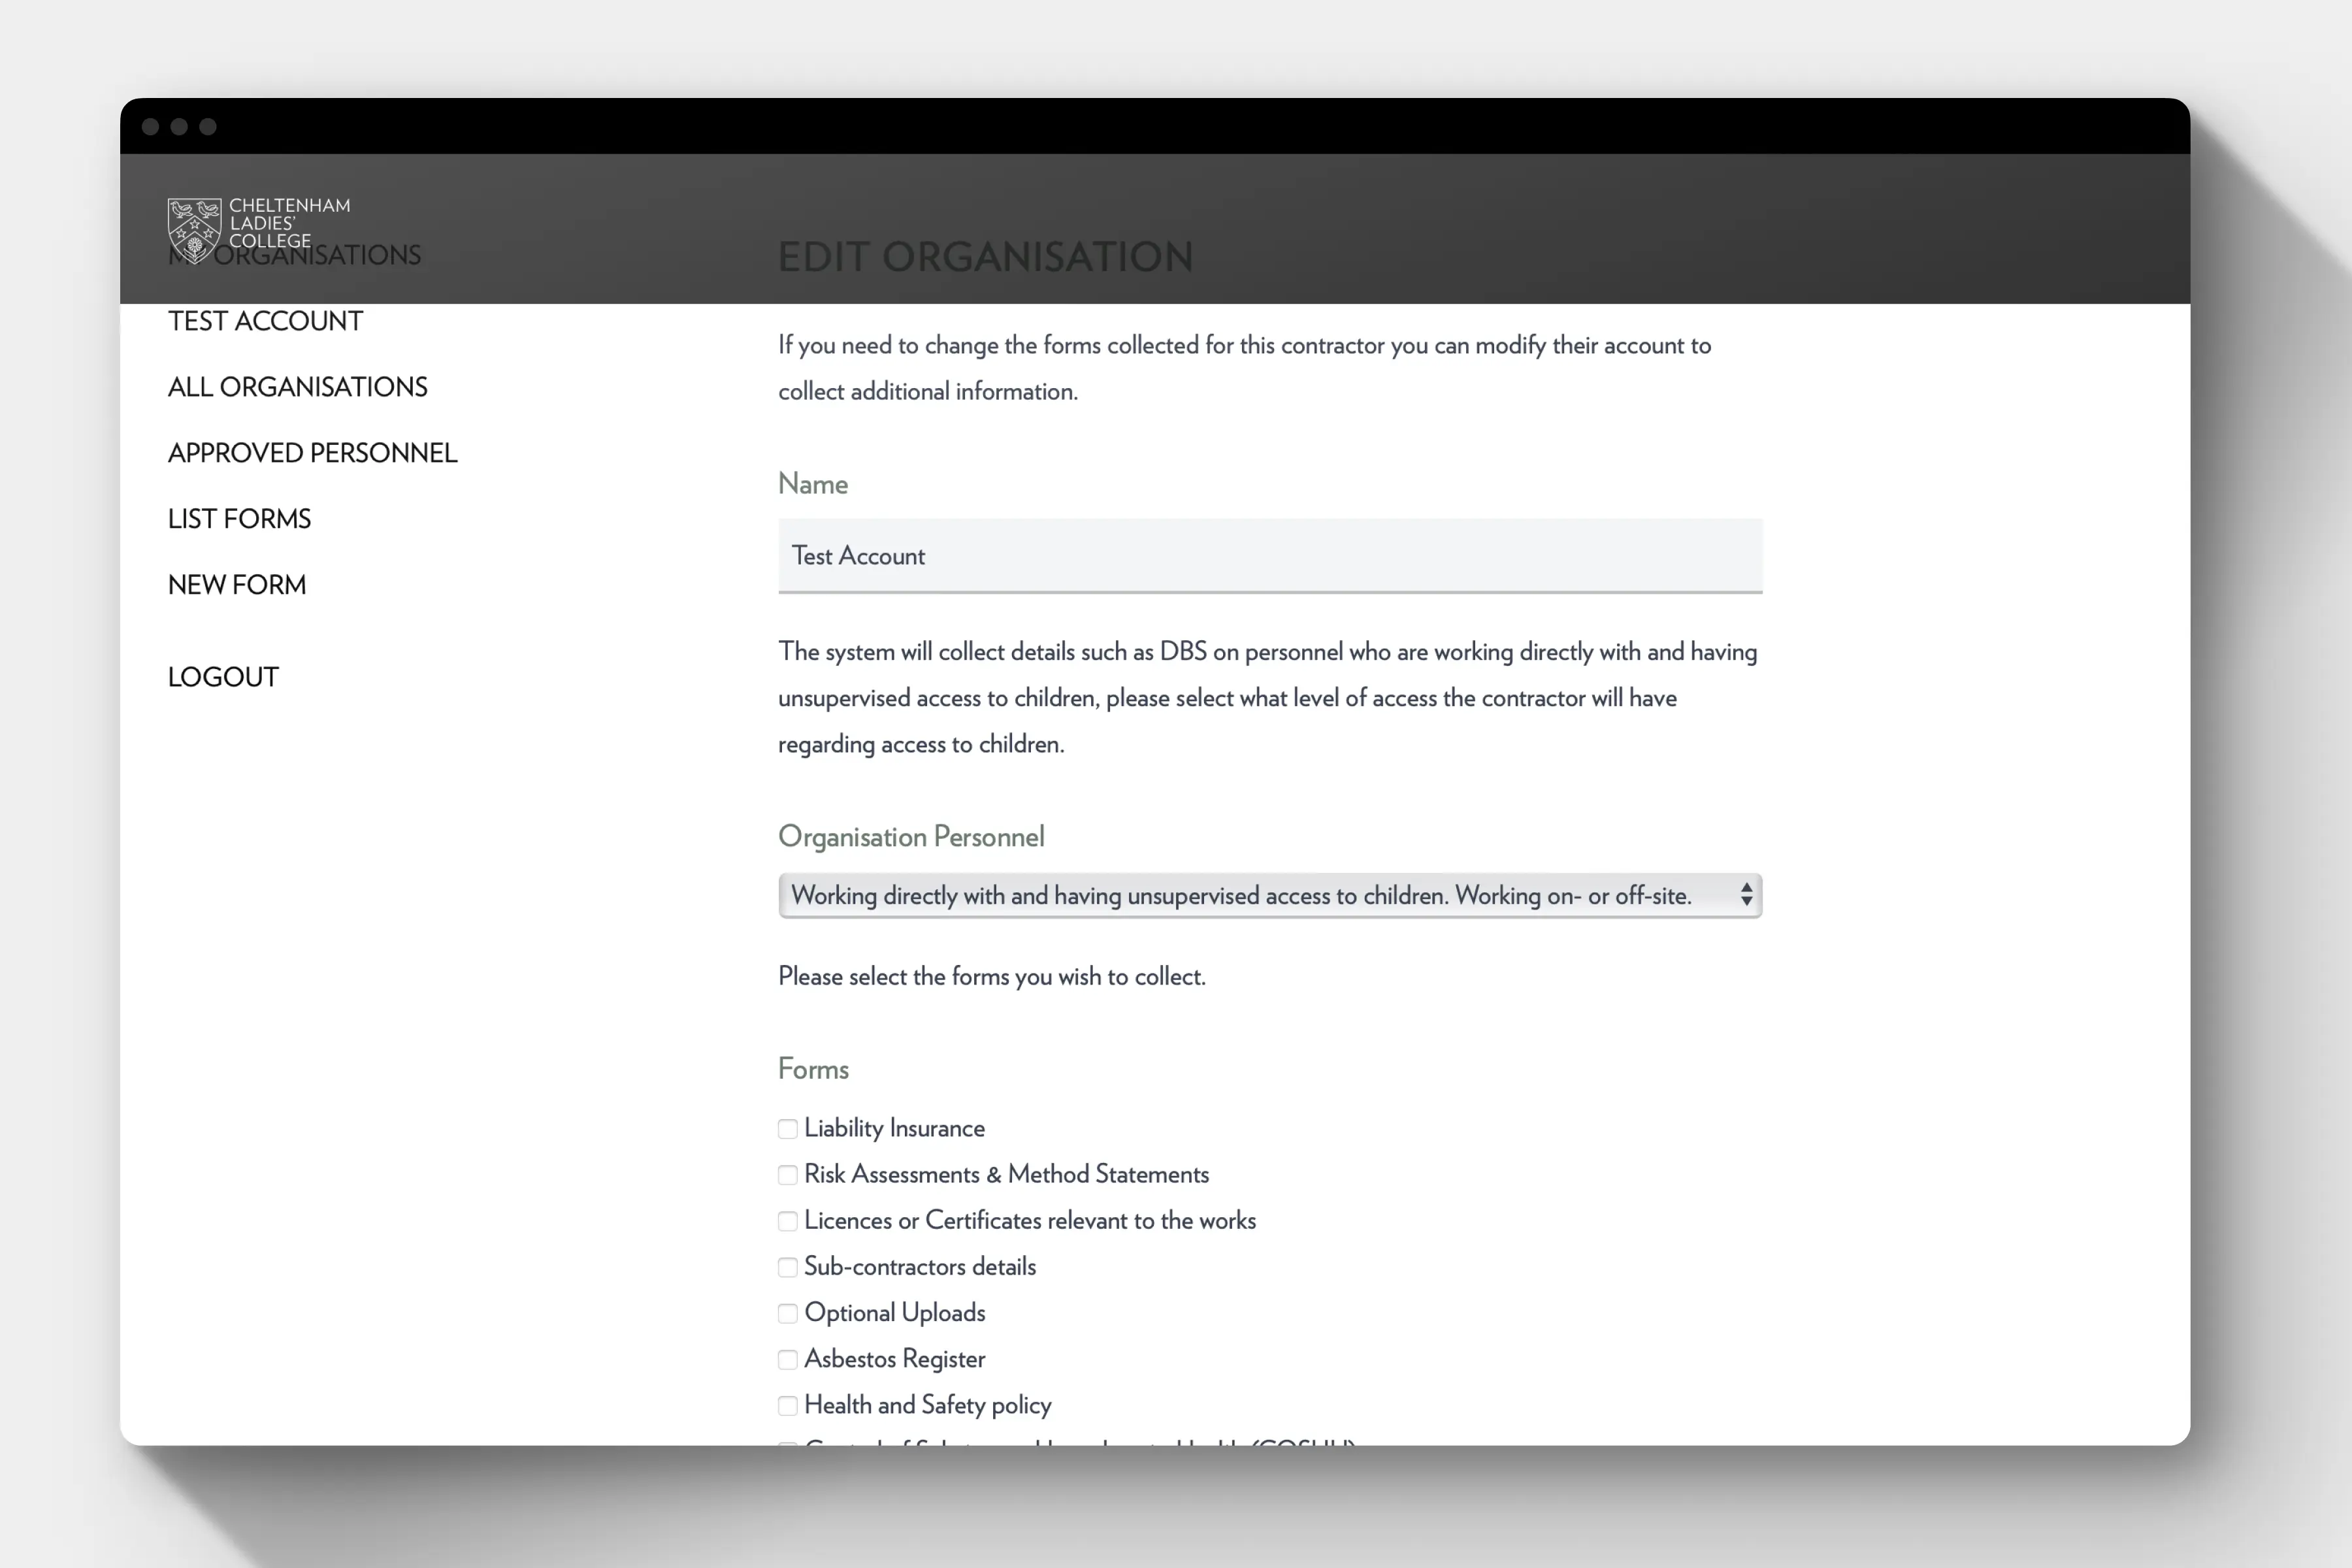 CHELTENHAM
LADIES'
COLLEGE
ORGANISATIONS
TEST ACCOUNT
ALL ORGANISATIONS
APPROVED PERSONNEL
LIST FORMS
NEW FORM
LOGOUT
EDIT ORGANISATION
If you need to change the forms collected for this contractor you can modify their account to
collect additional information.
Name
Test Account
The system will collect details such as DBS on personnel who are working directly with and having
unsupervised access to children, please select what level of access the contractor will have
regarding access to children.
Organisation Personnel
Working directly with and having unsupervised access to children. Working on- or off-site.
Please select the forms you wish to collect.
Forms
Liability Insurance
Risk Assessments & Method Statements
Licences or Certificates relevant to the works
Sub-contractors details
Optional Uploads
Asbestos Register
Health and Safety policy